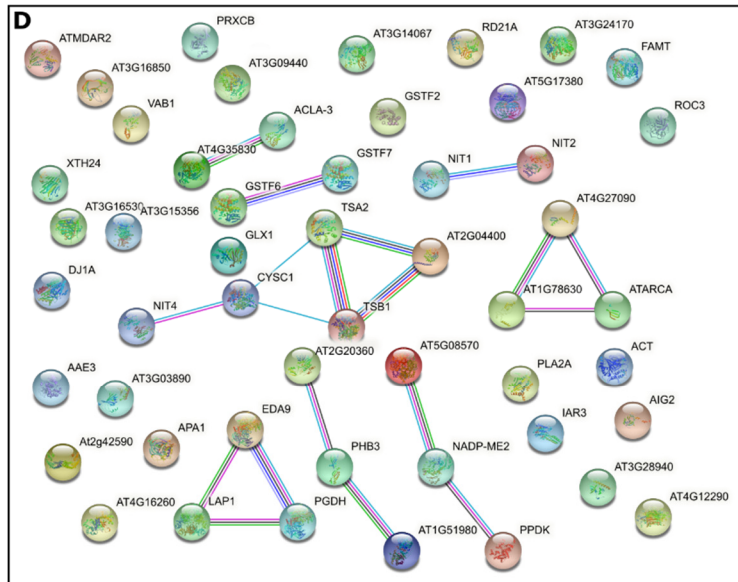 D
PRXCB
ATMDAR2
AT3G14067
RD21A
AT3G24170
FAMT
AT3G16850
AT3G09440
AT5G17380
VAB1
ACLA-3
GSTF2
ROC3
AT4G35830
GSTF7
NIT1
NIT2
XTH24
GSTF6
AT4G27090
AT3G16530
AT3G15356
TSA2
GLX1
AT2G04400
DJ1A
CYSC1
AT1G78630
ATARCA
NIT4
TSB1
AT2G20360
AT5G08570
ACT
AAE3
AT3G03890
PLA2A
AIG2
EDA9
IAR3
At2g42590
APA1
PHB3
NADP-ME2
AT3G28940
AT4G16260
LAP1
PGDH
AT4G12290
AT1G51980
PPDK